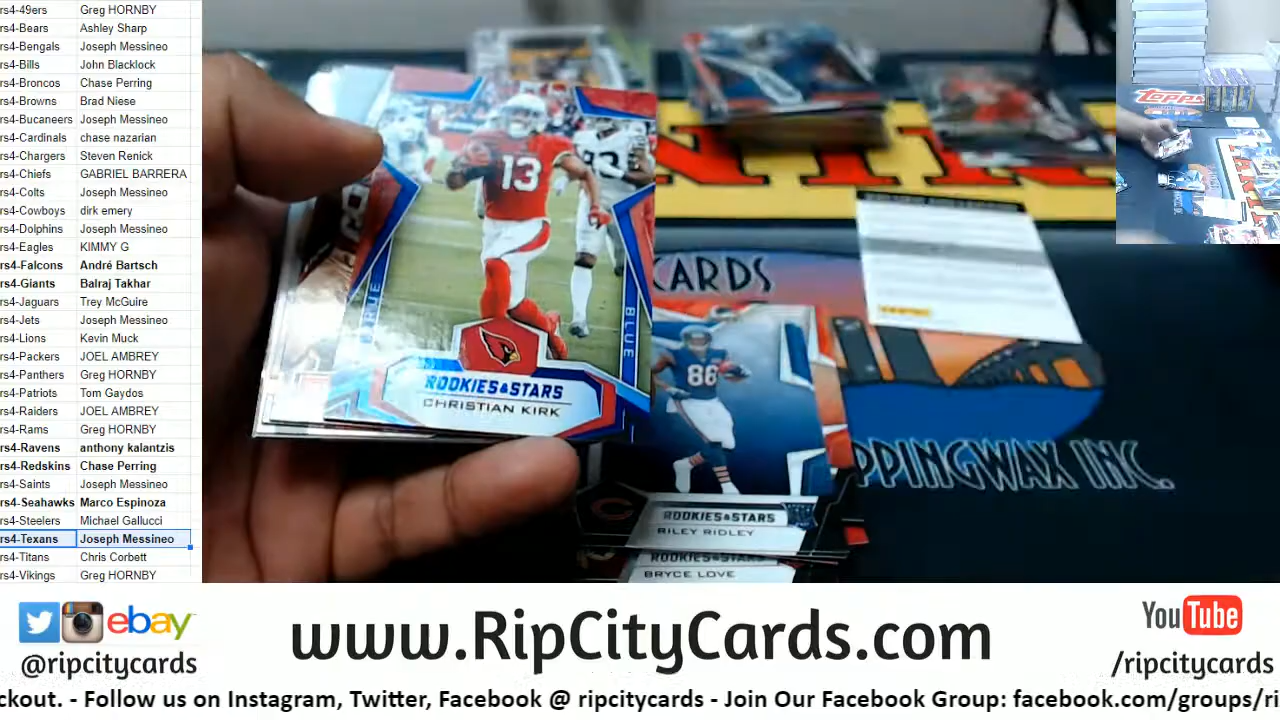 rs4-49ers Greg HORNBY
rs4-Bears Ashley Sharp
rs4-Bengals Joseph Messineo
rs4-Bills John Blacklock
rs4-Broncos Chase Perring
rs4-Browns Brad Niese
rs4-Bucaneers Joseph Messineo
rs4-Cardinals chase nazarian
rs4-Chargers Steven Renick
rs4-Chiefs GABRIEL BARRERA
rs4-Colts Joseph Messineo
rs4-Cowboys dirk emery
rs4-Dolphins Joseph Messineo
rs4-Eagles KIMMY G
rs4-Falcons André Bartsch
rs4-Giants Balraj Takhar
rs4-Jaguars Trey McGuire
rs4-Jets Joseph Messineo
rs4-Lions Kevin Muck
rs4-Packers JOEL AMBREY
rs4-Panthers Greg HORNBY
rs4-Patriots Tom Gaydos
rs4-Raiders JOEL AMBREY
rs4-Rams Greg HORNBY
rs4-Ravens anthony kalantzis
rs4-Redskins Chase Perring
rs4-Saints Joseph Messineo
rs4-Seahawks Marco Espinoza
rs4-Steelers Michael Gallucci
rs4-Texans Joseph Messineo
rs4-Titans Chris Corbett
rs4-Vikings Greg HORNBY
13
83
TRUE
BLUE
ROOKIES & STARS
CHRISTIAN KIRK
CARDS
86
ROOKIES & STARS
RILEY RIDLEY
ROOKIES & STARS
BRYCE LOVE
PPINGWAX INC.
Topps
ebay
@ripcitycards
www.RipCityCards.com
YouTube
/ripcitycards
ckout. - Follow us on Instagram, Twitter, Facebook @ ripcitycards - Join Our Facebook Group: facebook.com/groups/ri